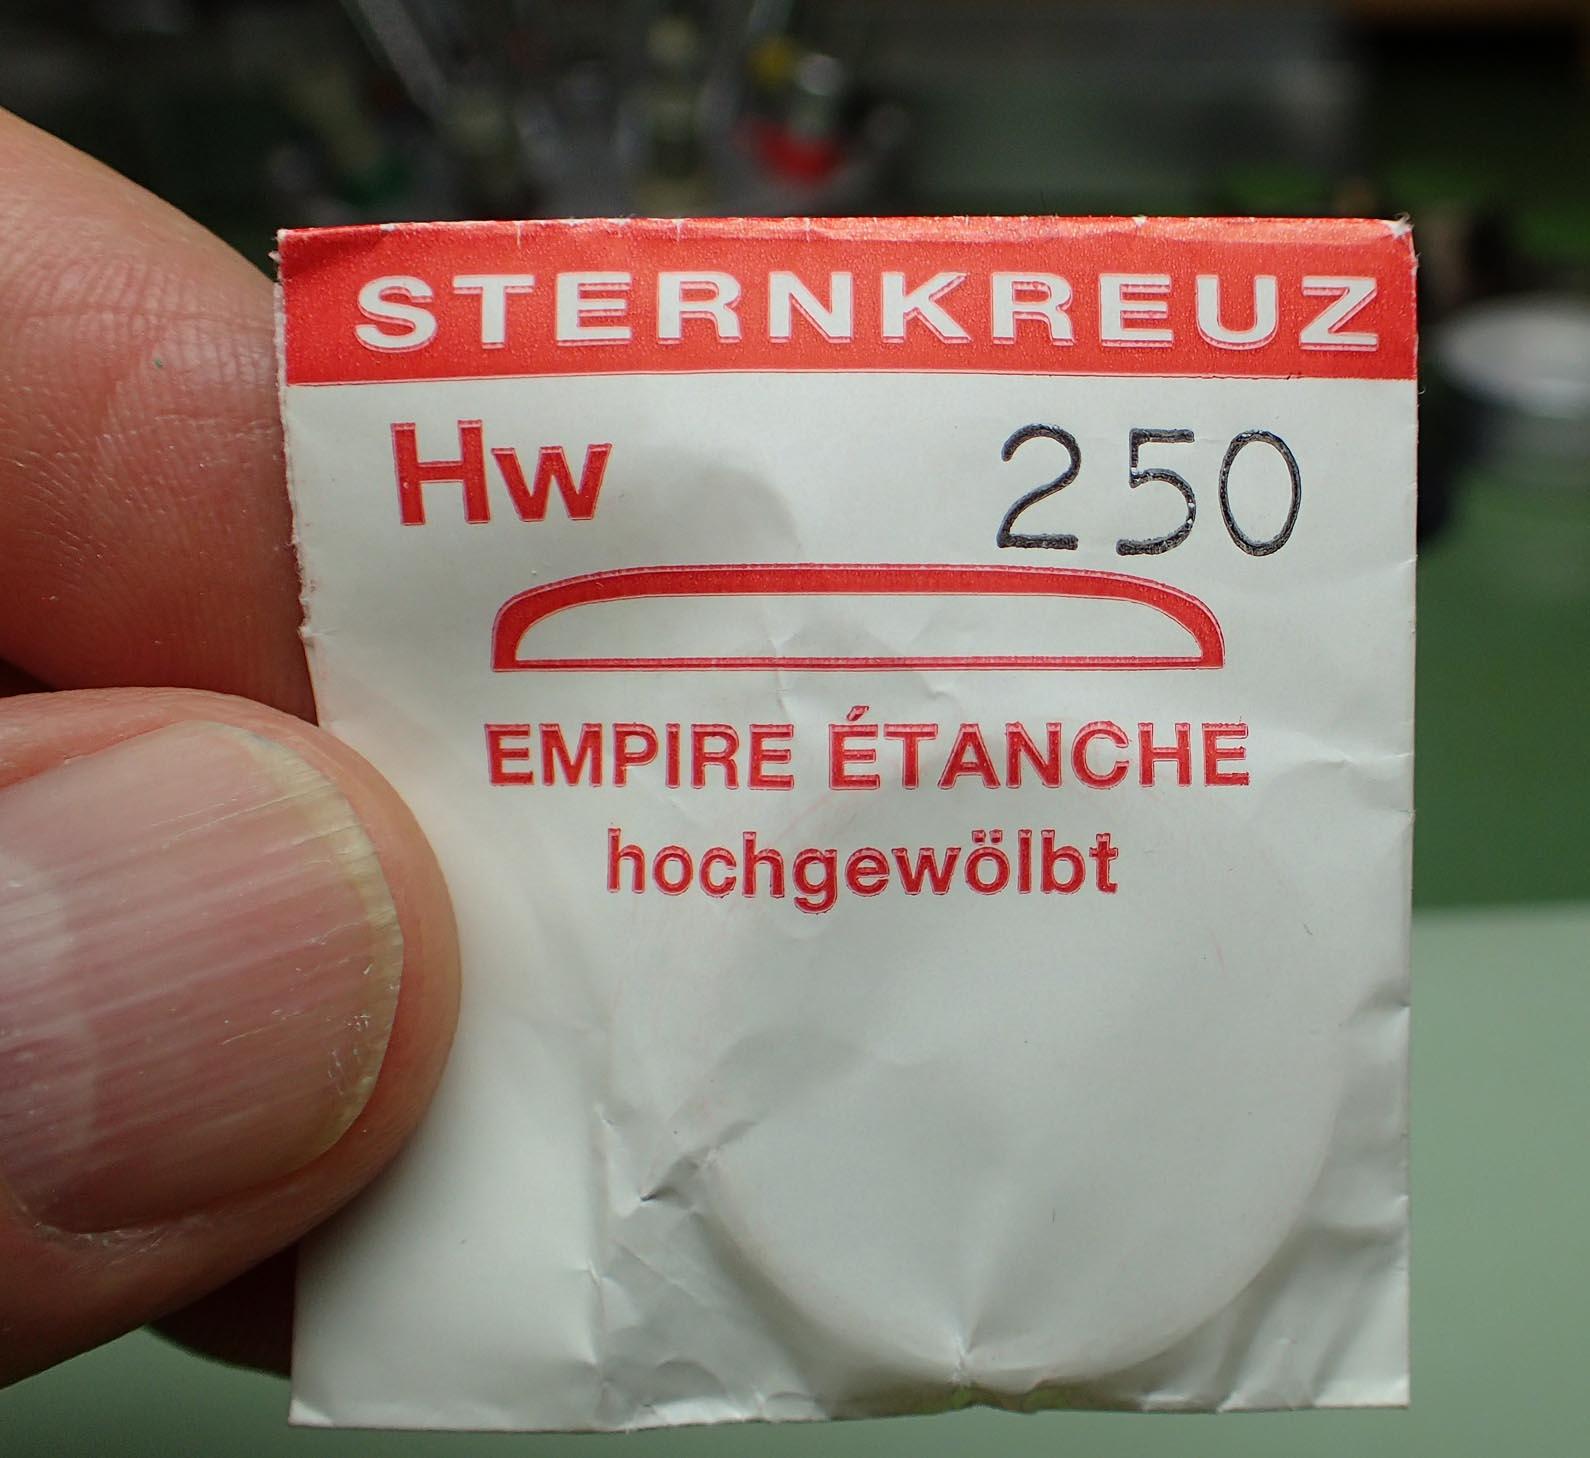 STERNKREUZ
Hw 250
EMPIRE ÉTANCHE
hochgewölbt